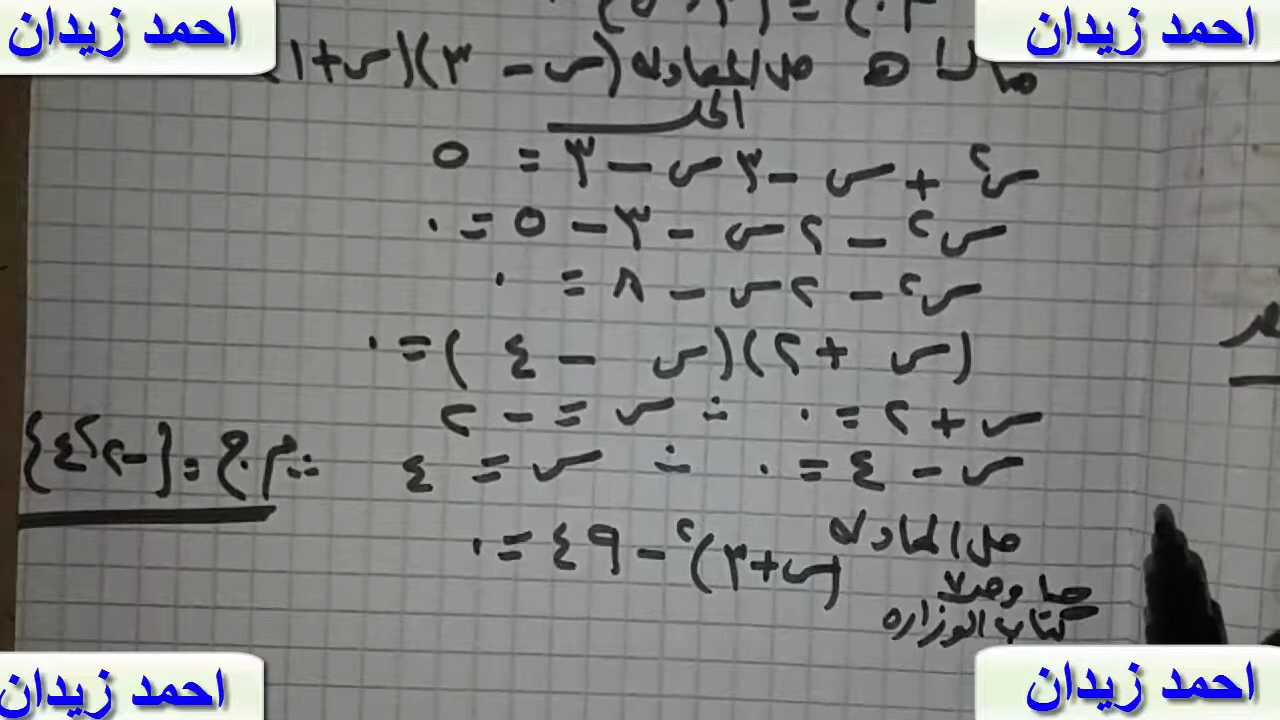 احمد زيدان
احمد زيدان
مثال ٥ حل المعادلة (س − ٣)(س+١)
الحل
س٢ + س − ٣س − ٣ = ٥
س٢ − ٢س − ٣ − ٥ = ٠
س٢ − ٢س − ٨ = ٠
(س + ٢)(س − ٤) = ٠
س + ٢ = ٠ ∴ س = − ٢
س − ٤ = ٠ ∴ س = ٤ ∴ م.ح = {−٢، ٤}
حل المعادلة (س+٣)٢ − ٤٩ = ٠
كتاب الوزارة
احمد زيدان
احمد زيدان